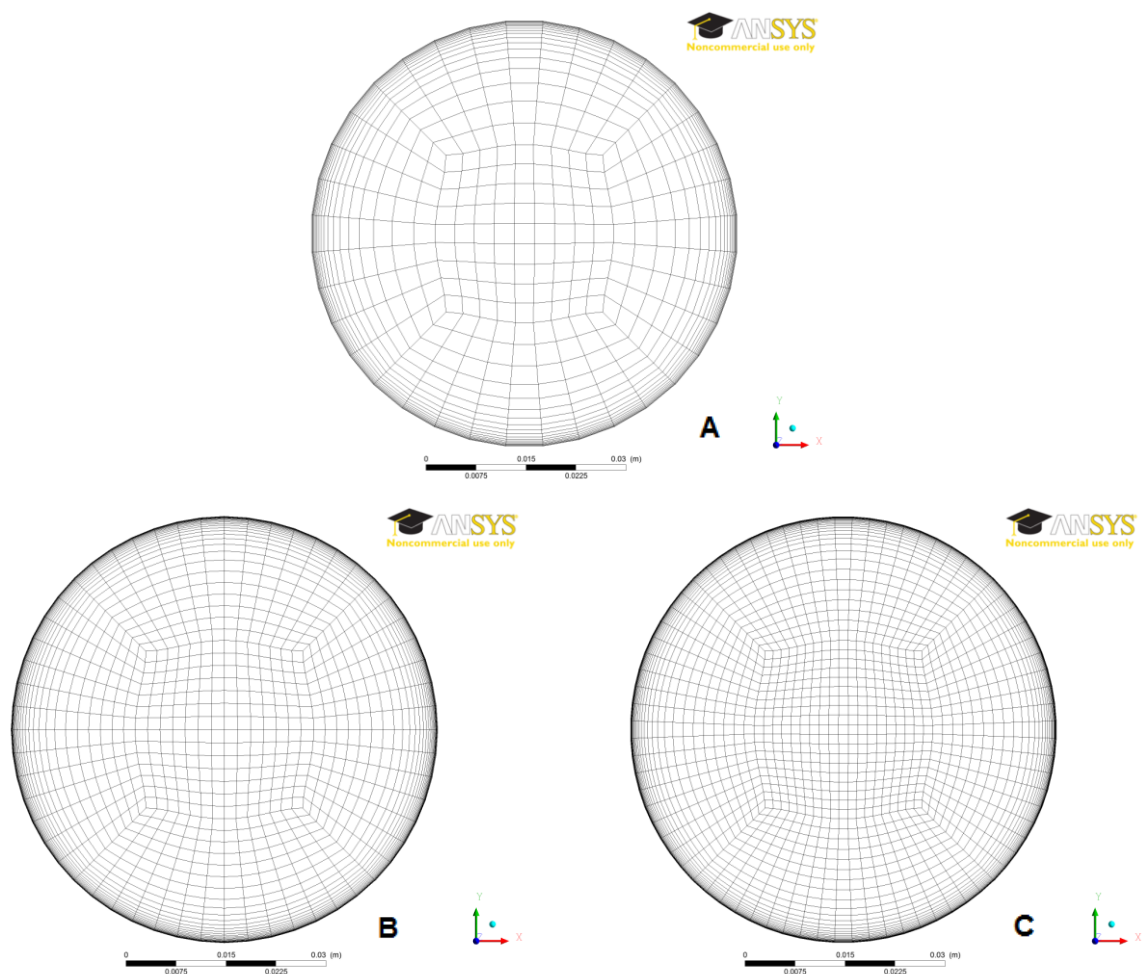 ANSYS
Noncommercial use only
A
Y
X
Z
0 0.015 0.03 (m)
0.0075 0.0225
ANSYS
Noncommercial use only
ANSYS
Noncommercial use only
B
Y
X
Z
C
Y
X
Z
0 0.015 0.03 (m)
0.0075 0.0225
0 0.015 0.03 (m)
0.0075 0.0225